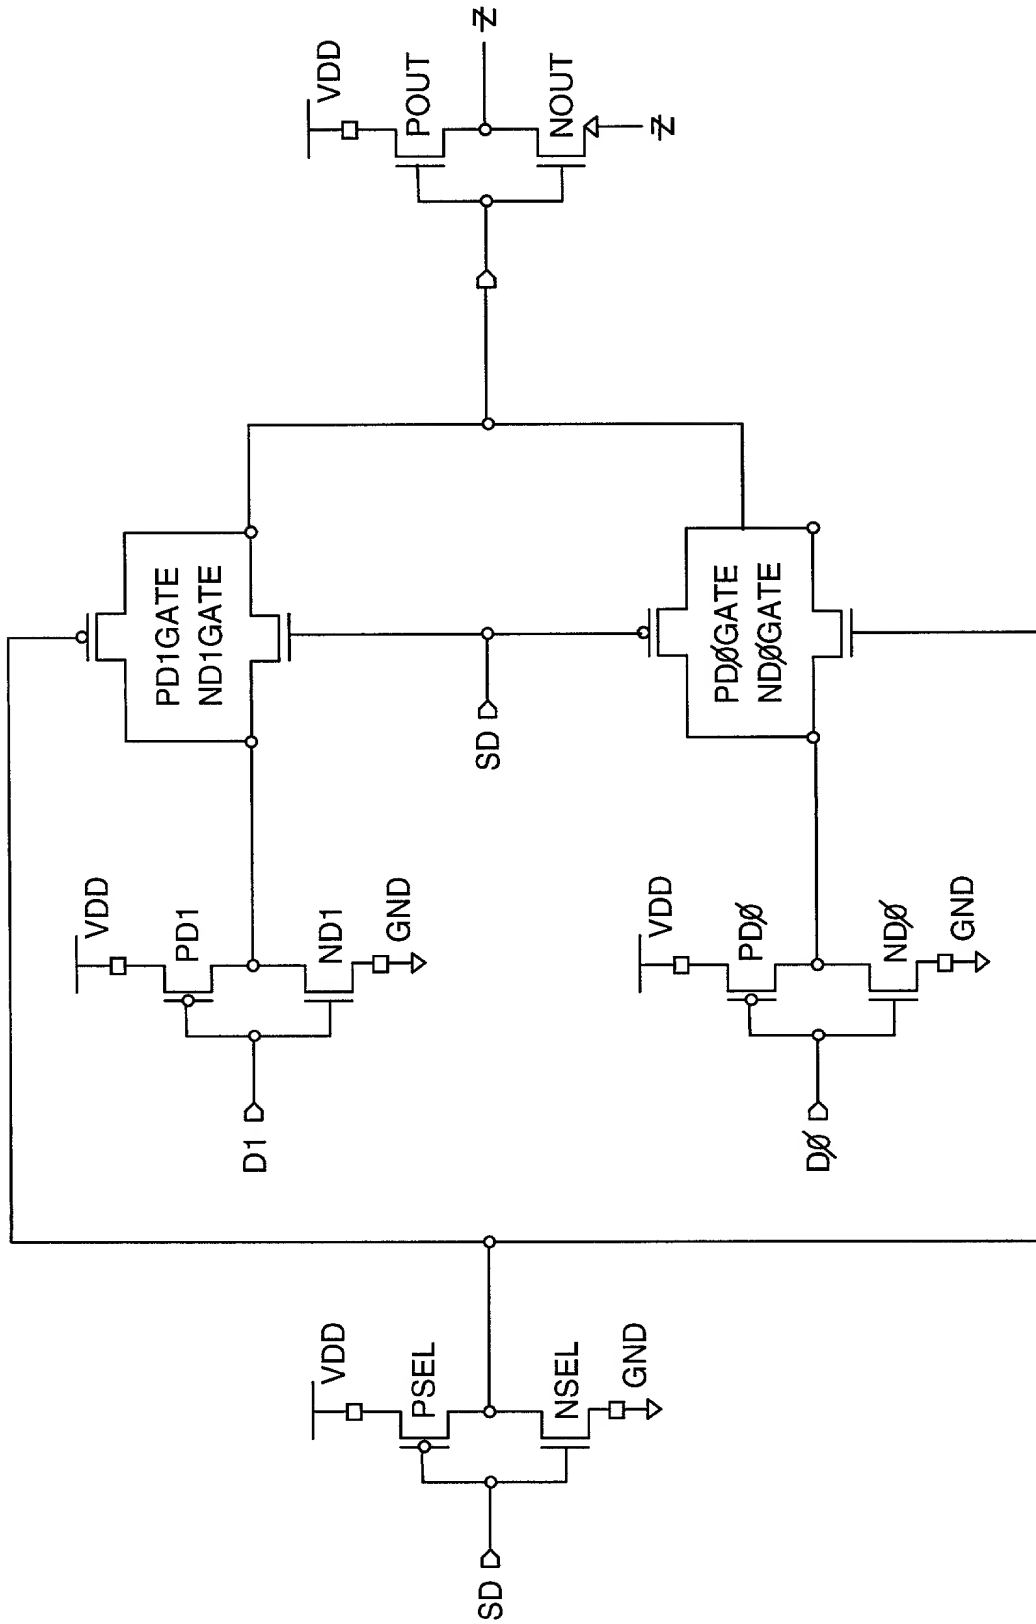 SD
VDD
PSEL
NSEL
GND
D1
VDD
PD1
ND1
GND
DØ
VDD
PDØ
NDØ
GND
PD1GATE
ND1GATE
SD
PDØGATE
NDØGATE
VDD
POUT
NOUT
Z
Z